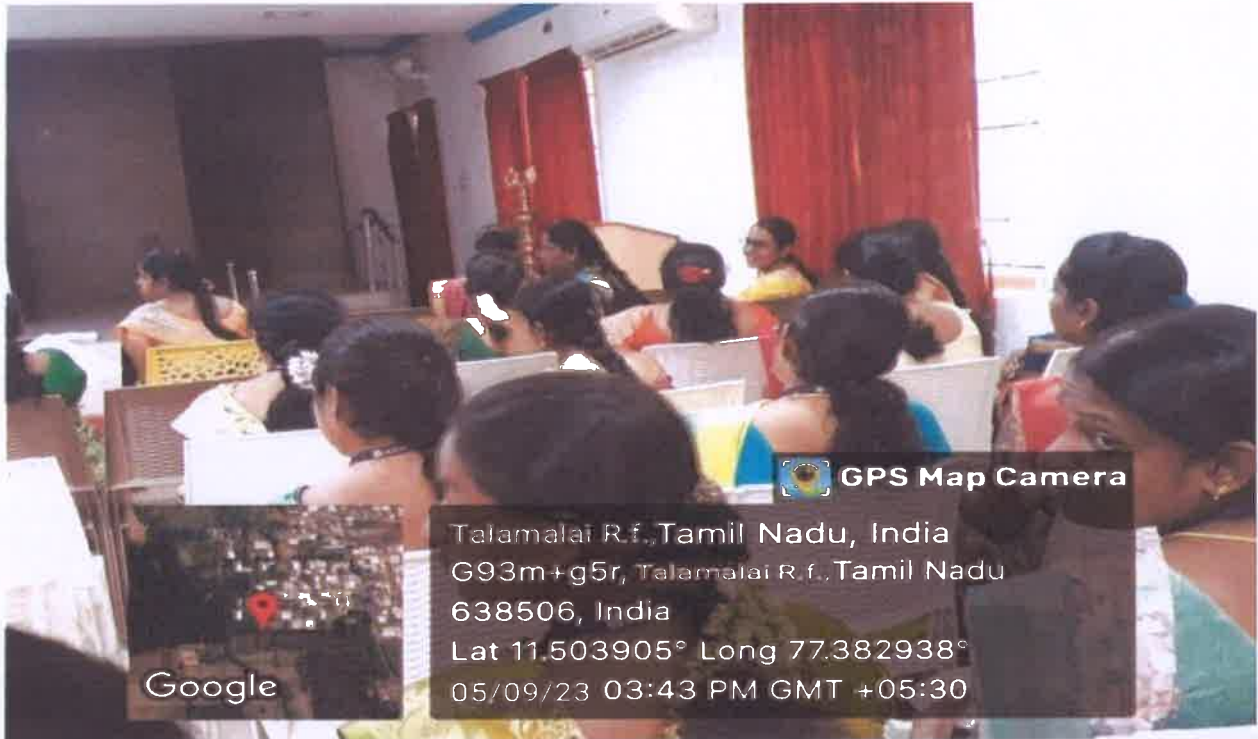 GPS Map Camera
Talamalai R.f., Tamil Nadu, India
G93m+g5r, Talamalai R.f., Tamil Nadu
638506, India
Lat 11.503905° Long 77.382938°
05/09/23 03:43 PM GMT +05:30
Google